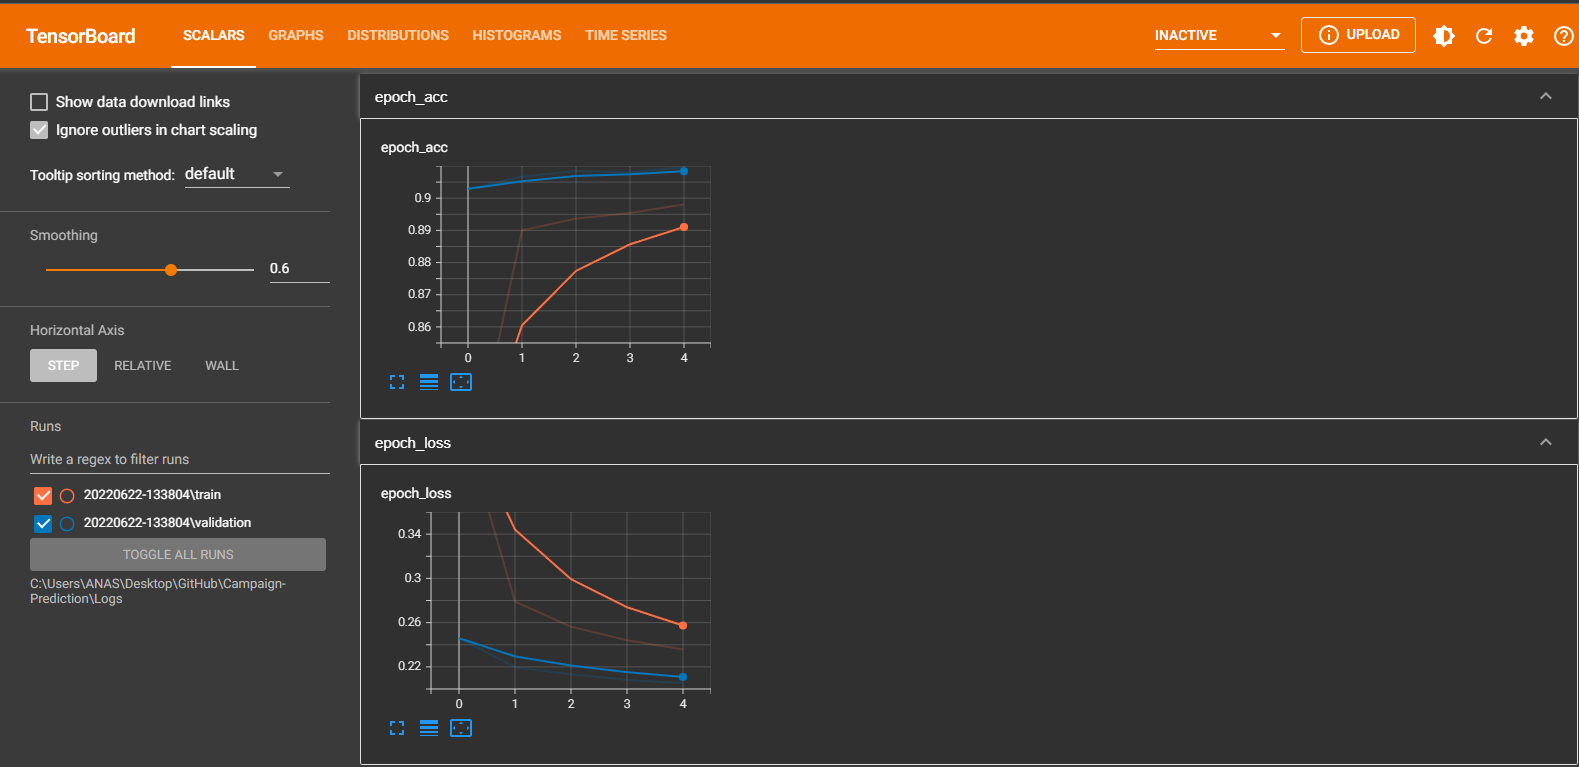 TensorBoard
SCALARS GRAPHS DISTRIBUTIONS HISTOGRAMS TIME SERIES
INACTIVE
UPLOAD
Show data download links
Ignore outliers in chart scaling
Tooltip sorting method: default
Smoothing
0.6
Horizontal Axis
STEP RELATIVE WALL
Runs
Write a regex to filter runs
20220622-133804\train
20220622-133804\validation
TOGGLE ALL RUNS
C:\Users\ANAS\Desktop\GitHub\Campaign-
Prediction\Logs
epoch_acc
epoch_acc
0.9
0.89
0.88
0.87
0.86
0 1 2 3 4
epoch_loss
epoch_loss
0.34
0.3
0.26
0.22
0 1 2 3 4